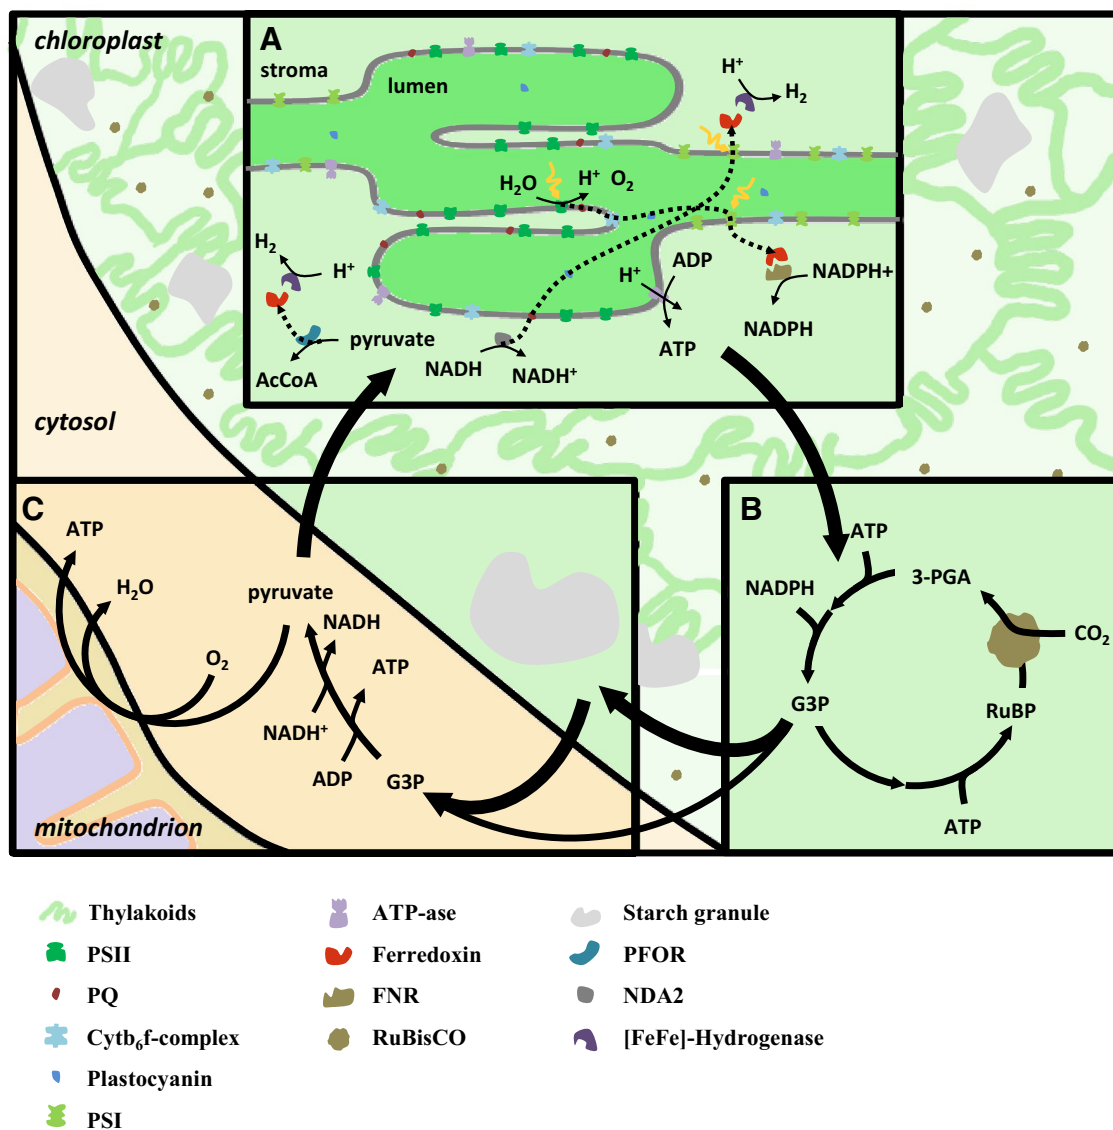 chloroplast
A
stroma
lumen
H⁺
H₂
H₂O
H⁺ O₂
H₂
H⁺
H⁺
ADP
NADPH+
NADPH
pyruvate
ATP
NADH
NADH⁺
AcCoA
cytosol
C
B
ATP
ATP
NADPH
3-PGA
H₂O
pyruvate
NADH
CO₂
O₂
ATP
G3P
RuBP
NADH⁺
ADP
G3P
mitochondrion
ATP
Thylakoids
ATP-ase
Starch granule
PSII
Ferredoxin
PFOR
PQ
FNR
NDA2
Cytb₆f-complex
RuBisCO
[FeFe]-Hydrogenase
Plastocyanin
PSI